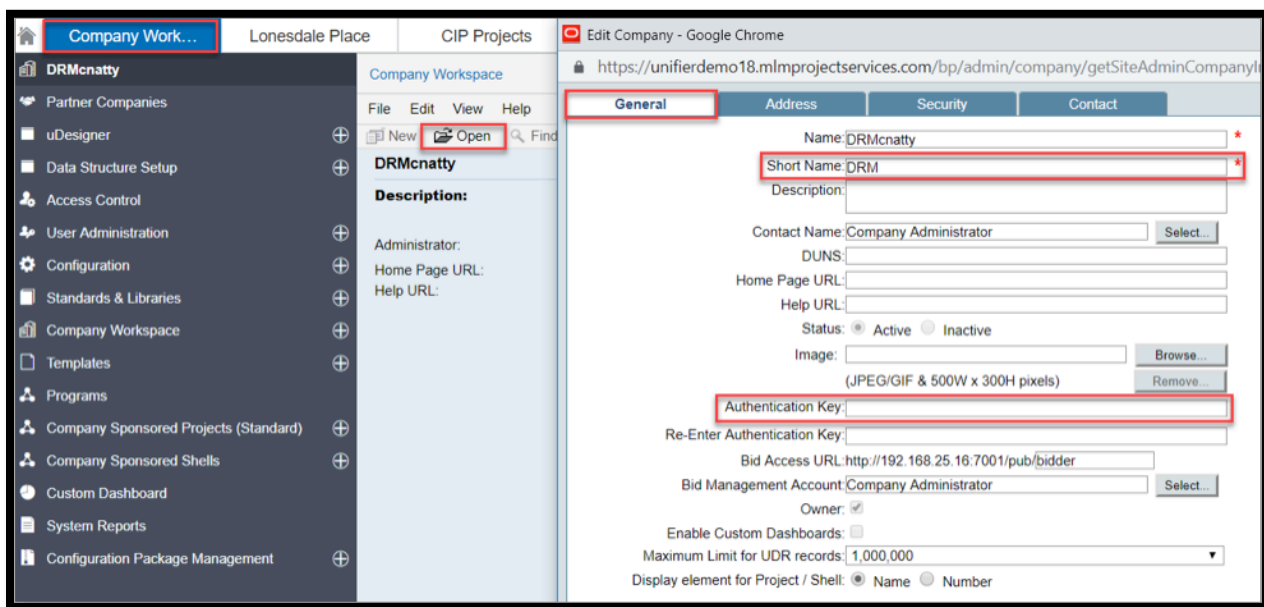 Company Work...
Lonesdale Place
CIP Projects
DRMcnatty
Partner Companies
uDesigner
Data Structure Setup
Access Control
User Administration
Configuration
Standards & Libraries
Company Workspace
Templates
Programs
Company Sponsored Projects (Standard)
Company Sponsored Shells
Custom Dashboard
System Reports
Configuration Package Management
Company Workspace
File Edit View Help
New Open Find
DRMcnatty
Description:
Administrator:
Home Page URL:
Help URL:
Edit Company - Google Chrome
https://unifierdemo18.mlmprojectservices.com/bp/admin/company/getSiteAdminCompanyI
General Address Security Contact
Name: DRMcnatty *
Short Name: DRM *
Description:
Contact Name: Company Administrator Select...
DUNS:
Home Page URL:
Help URL:
Status: Active Inactive
Image: Browse...
(JPEG/GIF & 500W x 300H pixels) Remove...
Authentication Key:
Re-Enter Authentication Key:
Bid Access URL: http://192.168.25.16:7001/pub/bidder
Bid Management Account: Company Administrator Select...
Owner:
Enable Custom Dashboards:
Maximum Limit for UDR records: 1,000,000
Display element for Project / Shell: Name Number